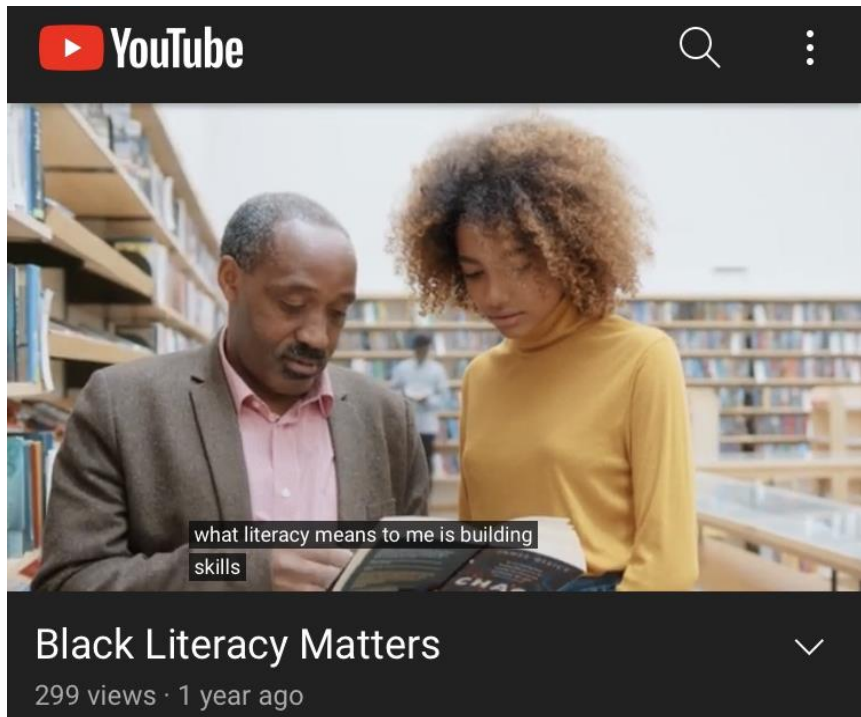 YouTube
what literacy means to me is building
skills
Black Literacy Matters
299 views · 1 year ago